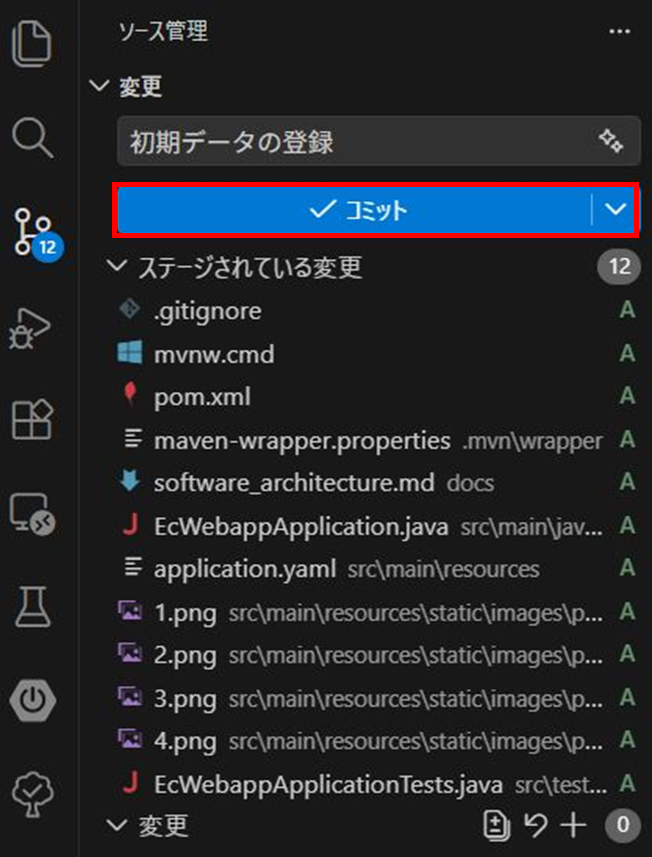 ソース管理
変更
初期データの登録
コミット
12
ステージされている変更 12
.gitignore A
mvnw.cmd A
pom.xml A
maven-wrapper.properties .mvn\wrapper A
software_architecture.md docs A
EcWebappApplication.java src\main\jav... A
application.yaml src\main\resources A
1.png src\main\resources\static\images\p... A
2.png src\main\resources\static\images\p... A
3.png src\main\resources\static\images\p... A
4.png src\main\resources\static\images\p... A
EcWebappApplicationTests.java src\test... A
変更 0